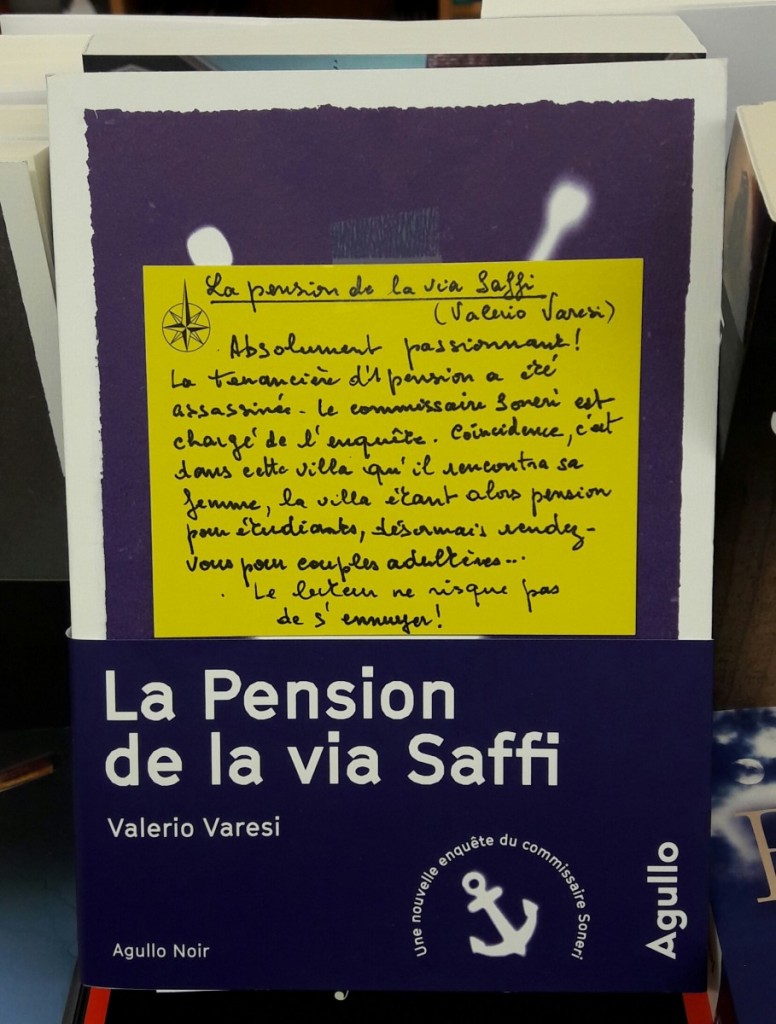 La pension de la via Saffi
(Valerio Varesi)
Absolument passionnant!
La tenancière d'1 pension a été
assassinée. Le commissaire Soneri est
chargé de l'enquête. Coïncidence, c'est
dans cette villa qu'il rencontra sa
femme, la villa étant alors pension
pour étudiants, désormais rendez-
vous pour couples adultères...
Le lecteur ne risque pas
de s'ennuyer!
La Pension
de la via Saffi
Valerio Varesi
Une nouvelle enquête du commissaire Soneri
Agullo Noir
Agullo